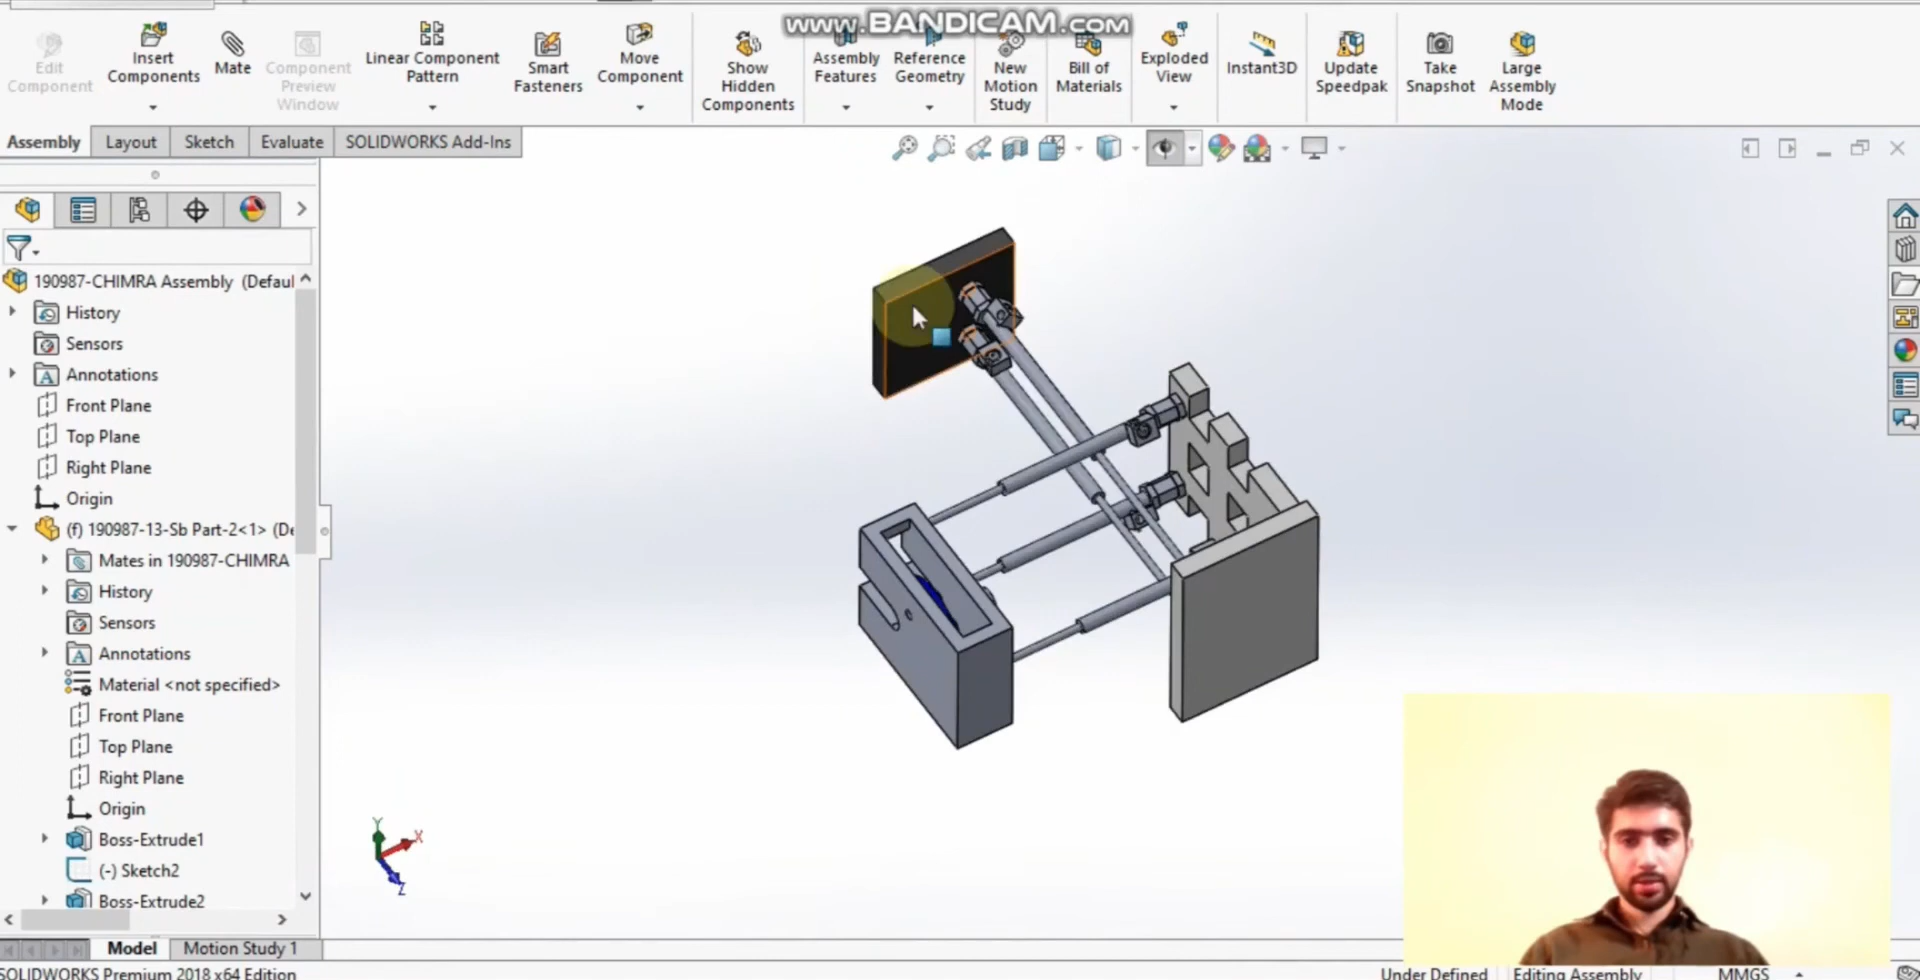 www.BANDICAM.com
Edit Component
Insert Components
Mate
Component Preview Window
Linear Component Pattern
Smart Fasteners
Move Component
Show Hidden Components
Assembly Features
Reference Geometry
New Motion Study
Bill of Materials
Exploded View
Instant3D
Update Speedpak
Take Snapshot
Large Assembly Mode
Assembly Layout Sketch Evaluate SOLIDWORKS Add-Ins
190987-CHIMRA Assembly (Defaul
History
Sensors
Annotations
Front Plane
Top Plane
Right Plane
Origin
(f) 190987-13-Sb Part-2<1> (De
Mates in 190987-CHIMRA
History
Sensors
Annotations
Material <not specified>
Front Plane
Top Plane
Right Plane
Origin
Boss-Extrude1
(-) Sketch2
Boss-Extrude2
Y
X
Z
Model Motion Study 1
SOLIDWORKS Premium 2018 x64 Edition
Under Defined Editing Assembly MMGS